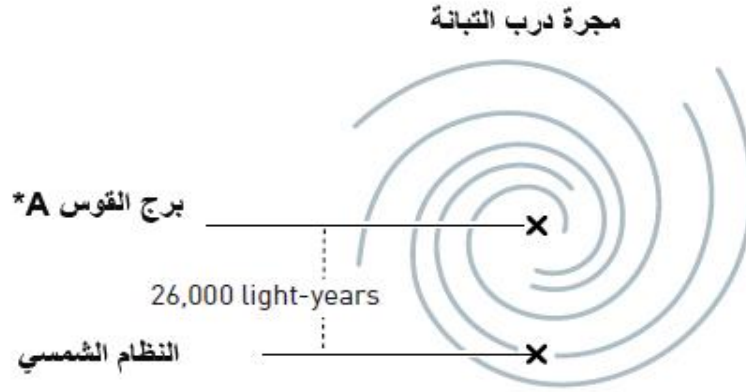 مجرة درب التبانة
برج القوس A*
26,000 light-years
النظام الشمسي